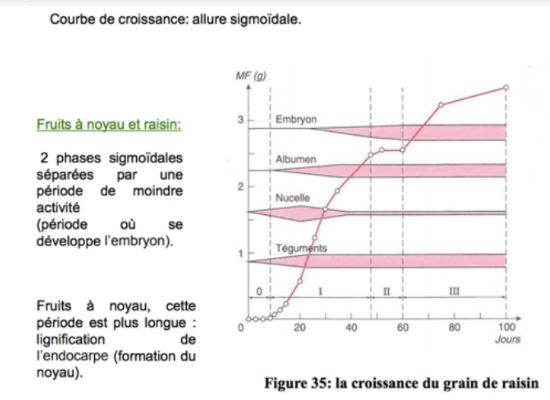 Courbe de croissance: allure sigmoïdale.
Fruits à noyau et raisin:
2 phases sigmoïdales
séparées par une
période de moindre
activité
(période où se
développe l'embryon).
Fruits à noyau, cette
période est plus longue :
lignification de
l'endocarpe (formation du
noyau).
MF (g)
3
Embryon
Albumen
2
Nucelle
1
Téguments
0 I II III
0 20 40 60 80 100
Jours
Figure 35: la croissance du grain de raisin